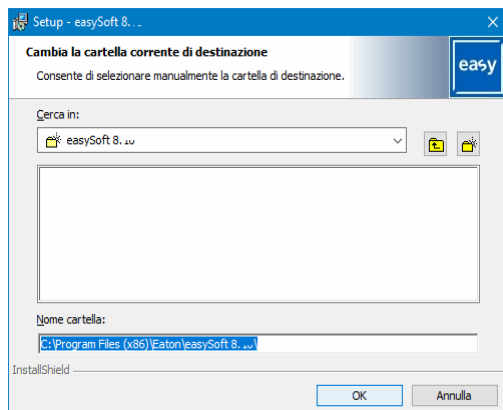 Setup - easySoft 8.
Cambia la cartella corrente di destinazione
Consente di selezionare manualmente la cartella di destinazione.
easy
Cerca in:
easySoft 8.
Nome cartella:
C:\Program Files (x86)\Eaton\easySoft 8.
InstallShield
OK
Annulla